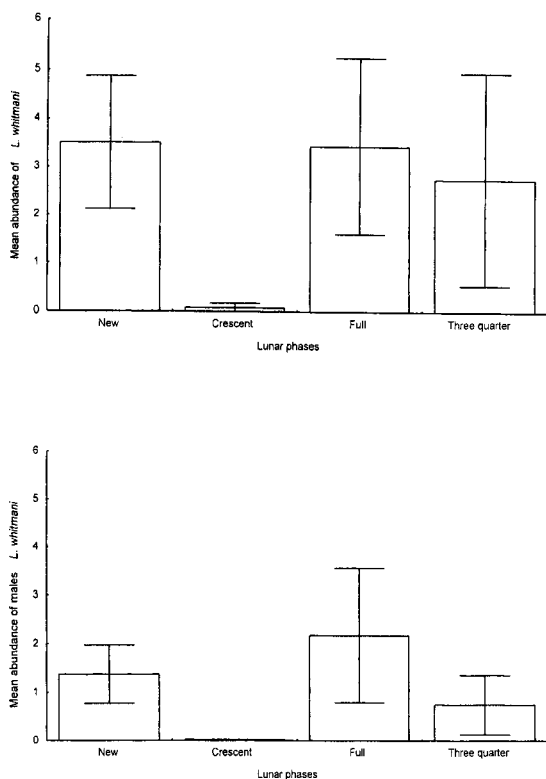 6
5
4
3
2
1
0
Mean abundance of L. whitmani
New
Crescent
Full
Three quarter
Lunar phases
6
5
4
3
2
1
0
Mean abundance of males L. whitmani
New
Crescent
Full
Three quarter
Lunar phases